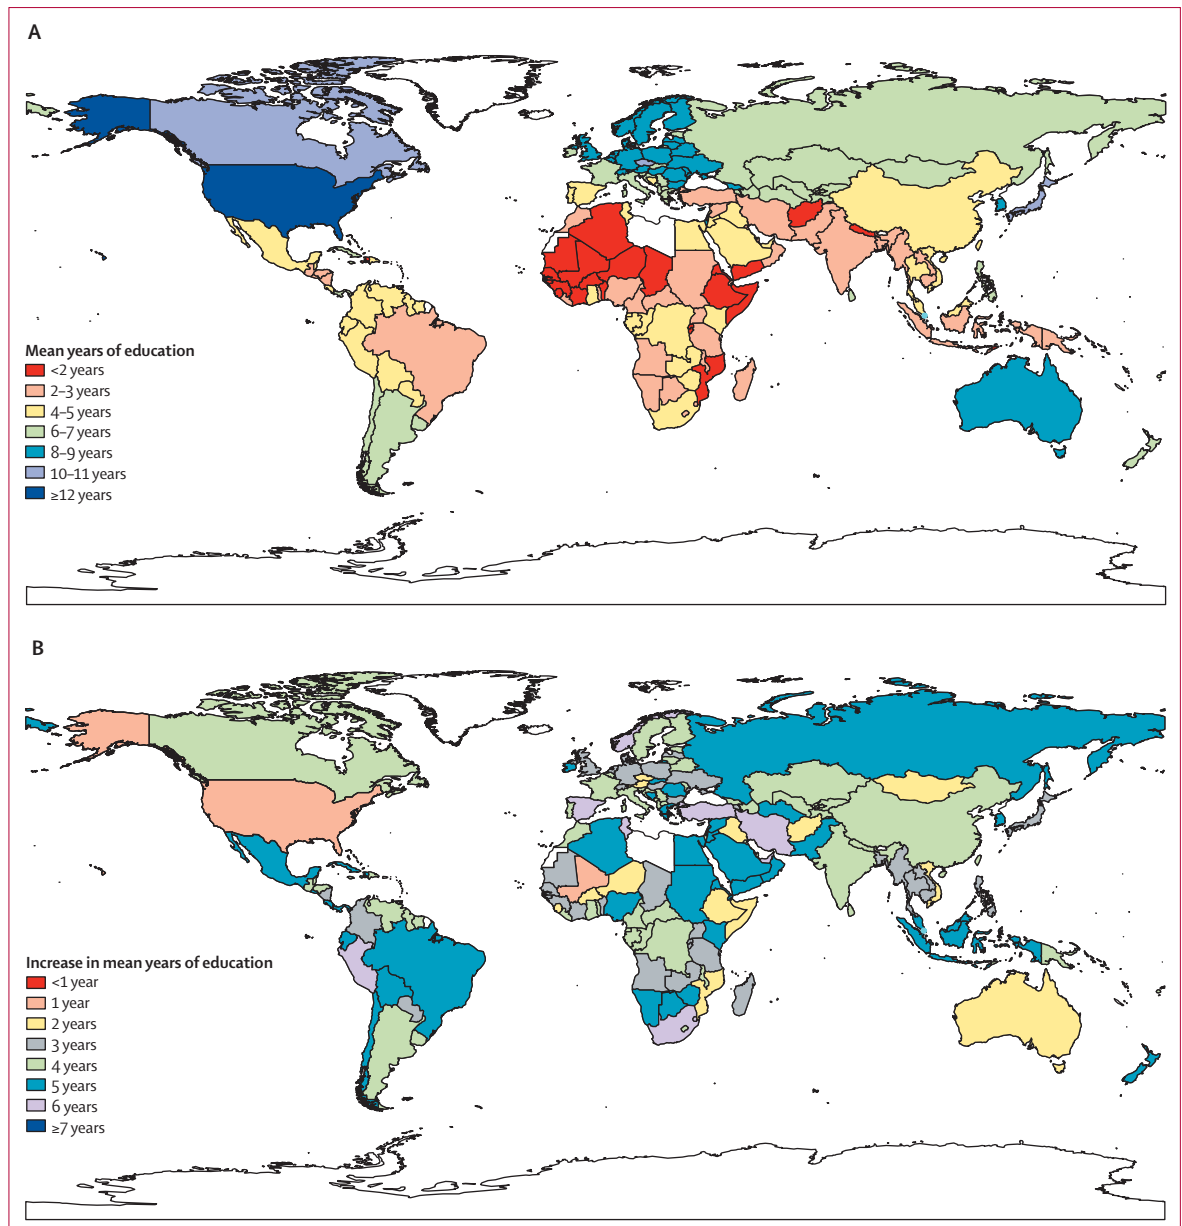 A
Mean years of education
<2 years
2–3 years
4–5 years
6–7 years
8–9 years
10–11 years
≥12 years
B
Increase in mean years of education
<1 year
1 year
2 years
3 years
4 years
5 years
6 years
≥7 years